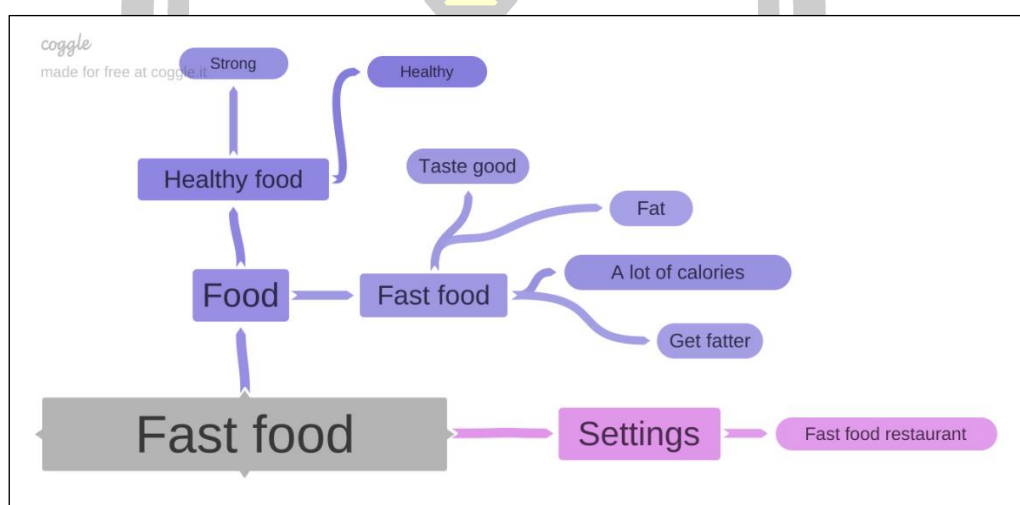 coggle
made for free at coggle.it
Strong
Healthy
Healthy food
Taste good
Fat
Food
Fast food
A lot of calories
Get fatter
Fast food
Settings
Fast food restaurant